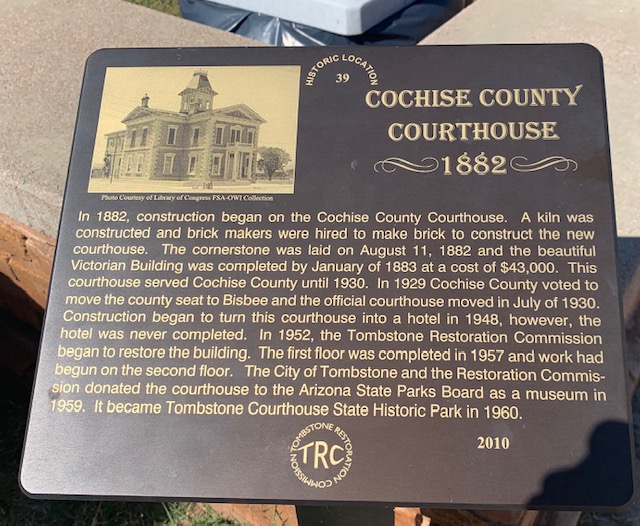 HISTORIC LOCATION
39
COCHISE COUNTY
COURTHOUSE
1882
Photo Courtesy of Library of Congress FSA-OWI Collection
In 1882, construction began on the Cochise County Courthouse. A kiln was
constructed and brick makers were hired to make brick to construct the new
courthouse. The cornerstone was laid on August 11, 1882 and the beautiful
Victorian Building was completed by January of 1883 at a cost of $43,000. This
courthouse served Cochise County until 1930. In 1929 Cochise County voted to
move the county seat to Bisbee and the official courthouse moved in July of 1930.
Construction began to turn this courthouse into a hotel in 1948, however, the
hotel was never completed. In 1952, the Tombstone Restoration Commission
began to restore the building. The first floor was completed in 1957 and work had
begun on the second floor. The City of Tombstone and the Restoration Commis-
sion donated the courthouse to the Arizona State Parks Board as a museum in
1959. It became Tombstone Courthouse State Historic Park in 1960.
TOMBSTONE RESTORATION
TRC
COMMISSION
2010